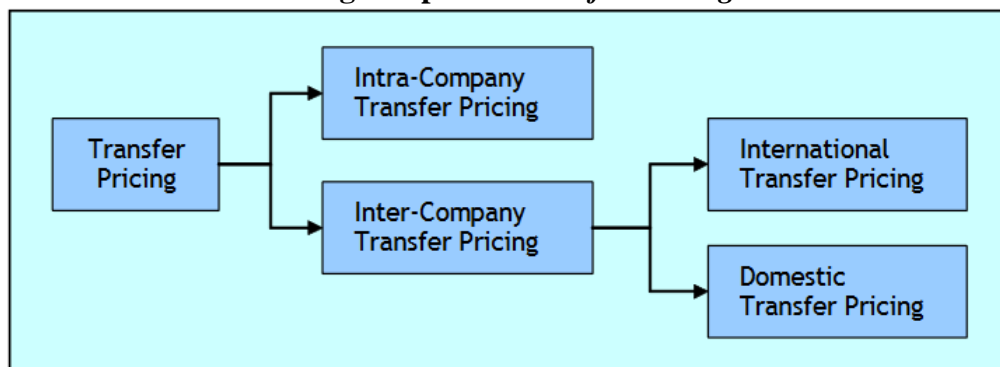 Intra-Company
Transfer Pricing
Transfer
Pricing
Inter-Company
Transfer Pricing
International
Transfer Pricing
Domestic
Transfer Pricing